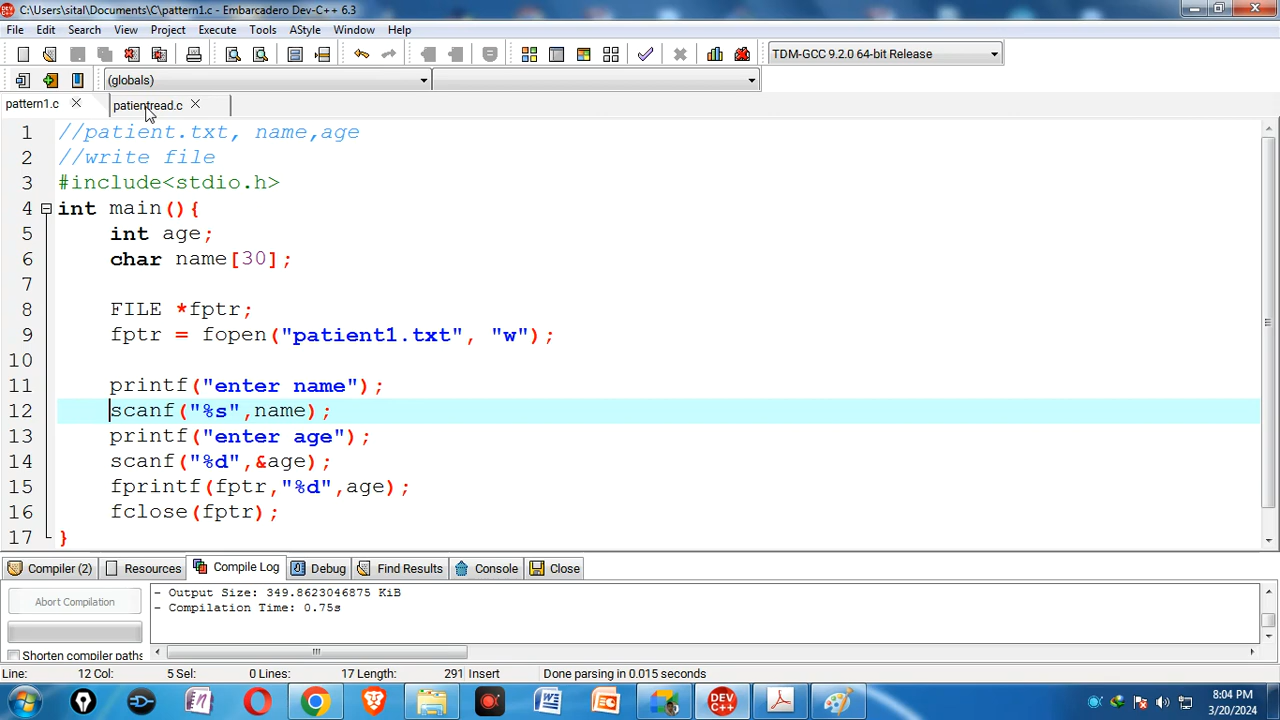 C:\Users\sital\Documents\C\pattern1.c - Embarcadero Dev-C++ 6.3
File Edit Search View Project Execute Tools AStyle Window Help
TDM-GCC 9.2.0 64-bit Release
(globals)
pattern1.c patientread.c
1 //patient.txt, name,age
2 //write file
3 #include<stdio.h>
4 int main(){
5 int age;
6 char name[30];
7
8 FILE *fptr;
9 fptr = fopen("patient1.txt", "w");
10
11 printf("enter name");
12 scanf("%s",name);
13 printf("enter age");
14 scanf("%d",&age);
15 fprintf(fptr,"%d",age);
16 fclose(fptr);
17 }
Compiler (2) Resources Compile Log Debug Find Results Console Close
Abort Compilation
- Output Size: 349.8623046875 KiB
- Compilation Time: 0.75s
Shorten compiler paths
Line: 12 Col: 5 Sel: 0 Lines: 17 Length: 291 Insert Done parsing in 0.015 seconds
DEV C++
8:04 PM
3/20/2024